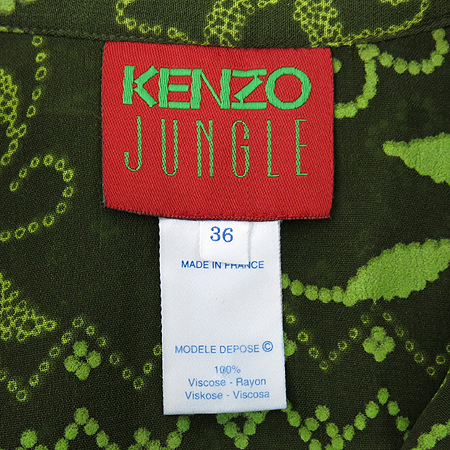 KENZO
JUNGLE
36
MADE IN FRANCE
MODELE DEPOSE ©
100%
Viscose - Rayon
Viskose - Viscosa